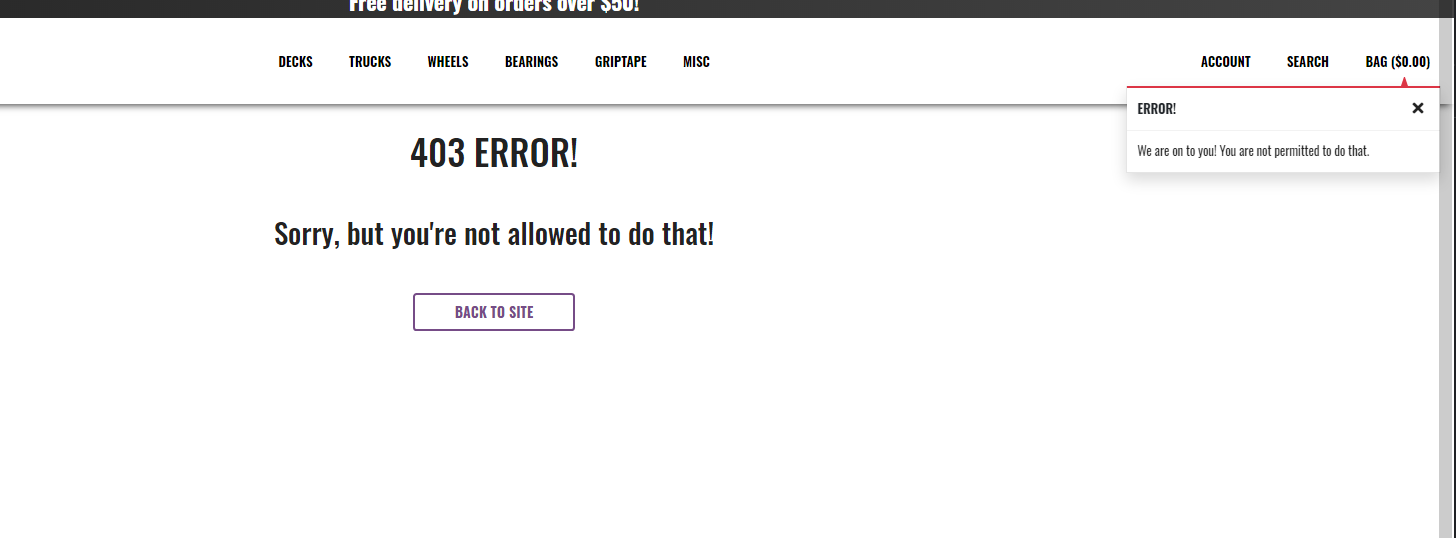 Free delivery on orders over $50!
DECKS TRUCKS WHEELS BEARINGS GRIPTAPE MISC ACCOUNT SEARCH BAG ($0.00)
ERROR!
We are on to you! You are not permitted to do that.
403 ERROR!
Sorry, but you're not allowed to do that!
BACK TO SITE